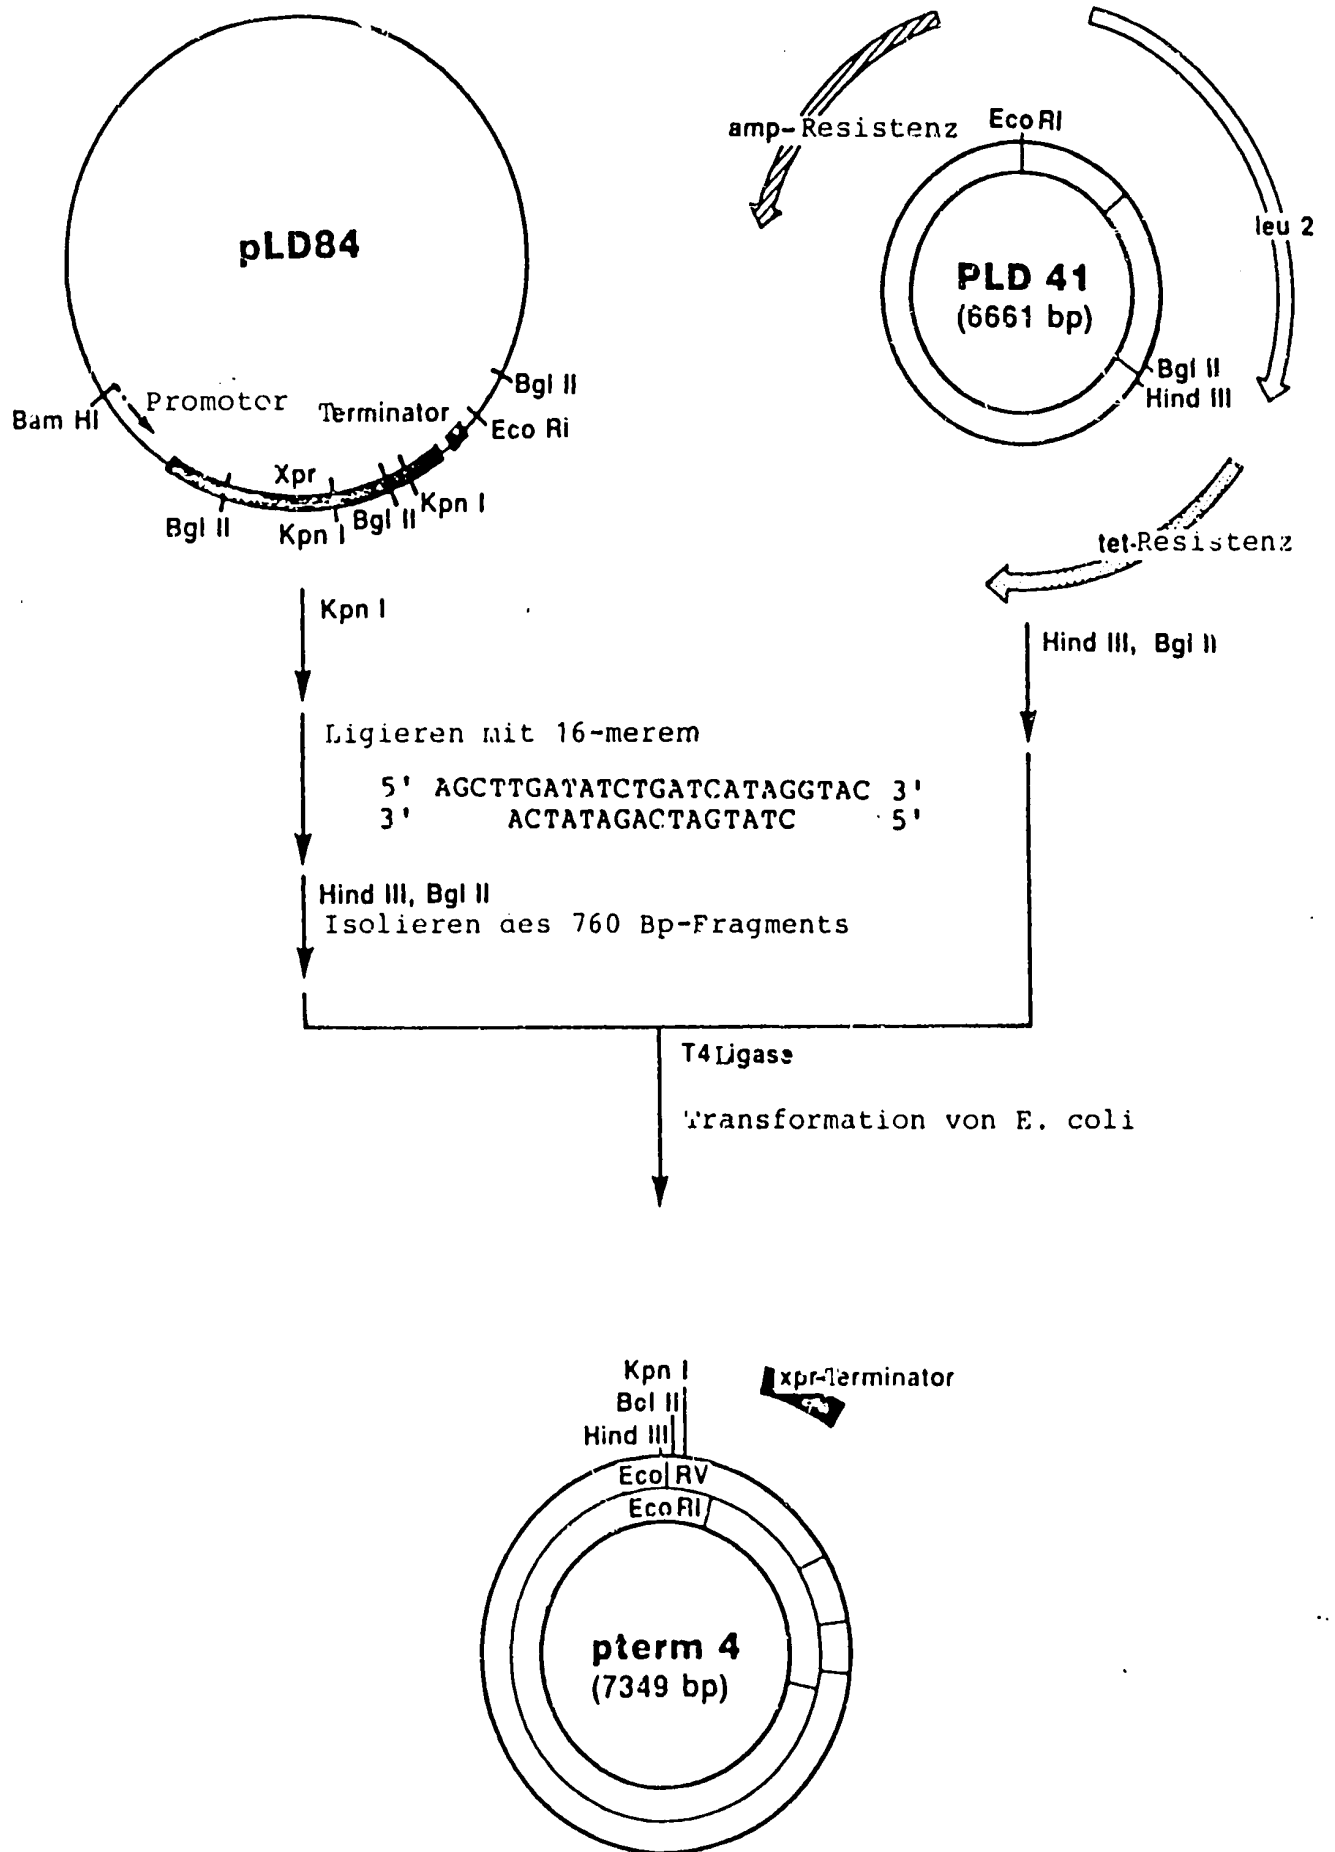 amp-Resistenz
EcoRI
pLD84
leu 2
PLD 41
(6661 bp)
Bgl II
Hind III
Bgl II
Promotor
Terminator
Bam HI
Eco Ri
Xpr
Kpn I
Bgl II
Bgl II
Kpn I
tet-Resistenz
Kpn I
Hind III, Bgl II
Ligieren mit 16-merem
5' AGCTTGATATCTGATCATAGGTAC 3'
3' ACTATAGACTAGTATC 5'
Hind III, Bgl II
Isolieren des 760 Bp-Fragments
T4 Ligase
Transformation von E. coli
Kpn I
xpr-Terminator
Bcl II
Hind III
Eco RV
Eco RI
pterm 4
(7349 bp)